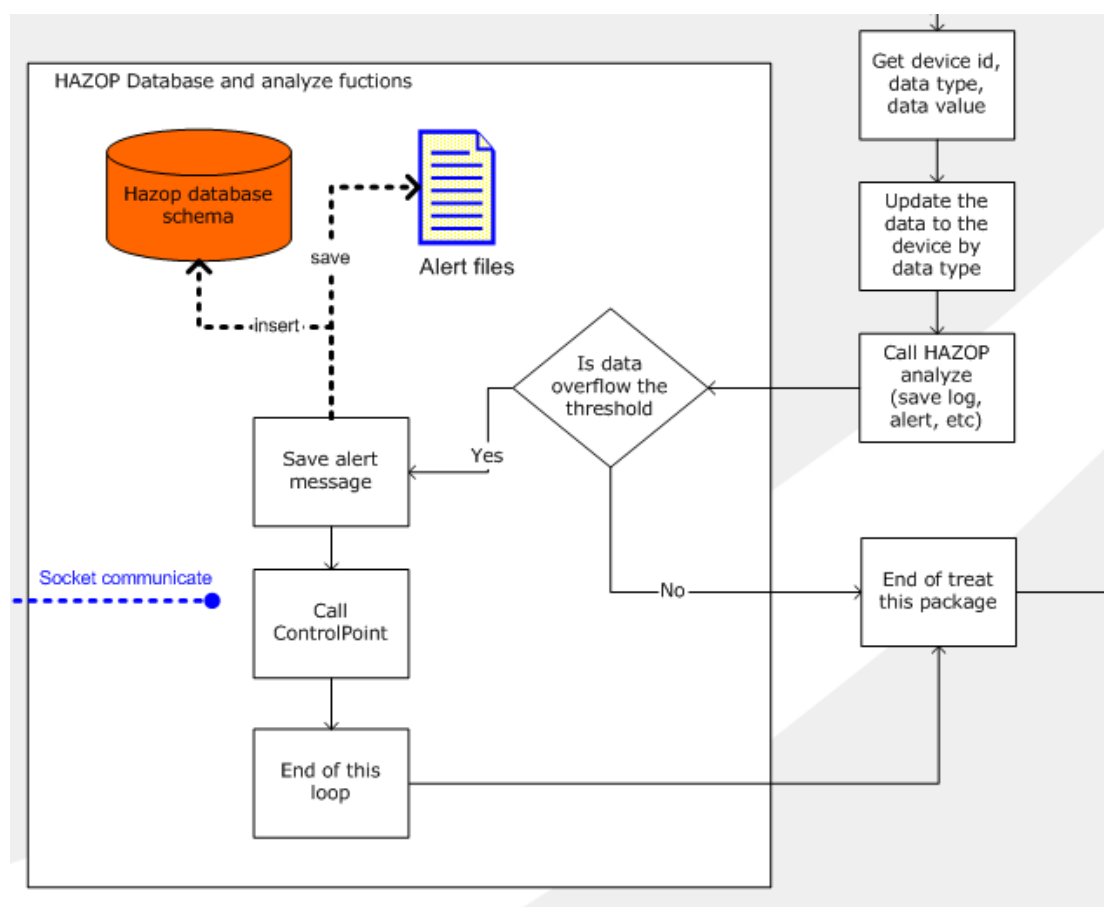 HAZOP Database and analyze fuctions
Hazop database
schema
save
insert
Alert files
Get device id,
data type,
data value
Update the
data to the
device by
data type
Call HAZOP
analyze
(save log,
alert, etc)
Is data
overflow the
threshold
Yes
No
Save alert
message
Socket communicate
Call
ControlPoint
End of this
loop
End of treat
this package